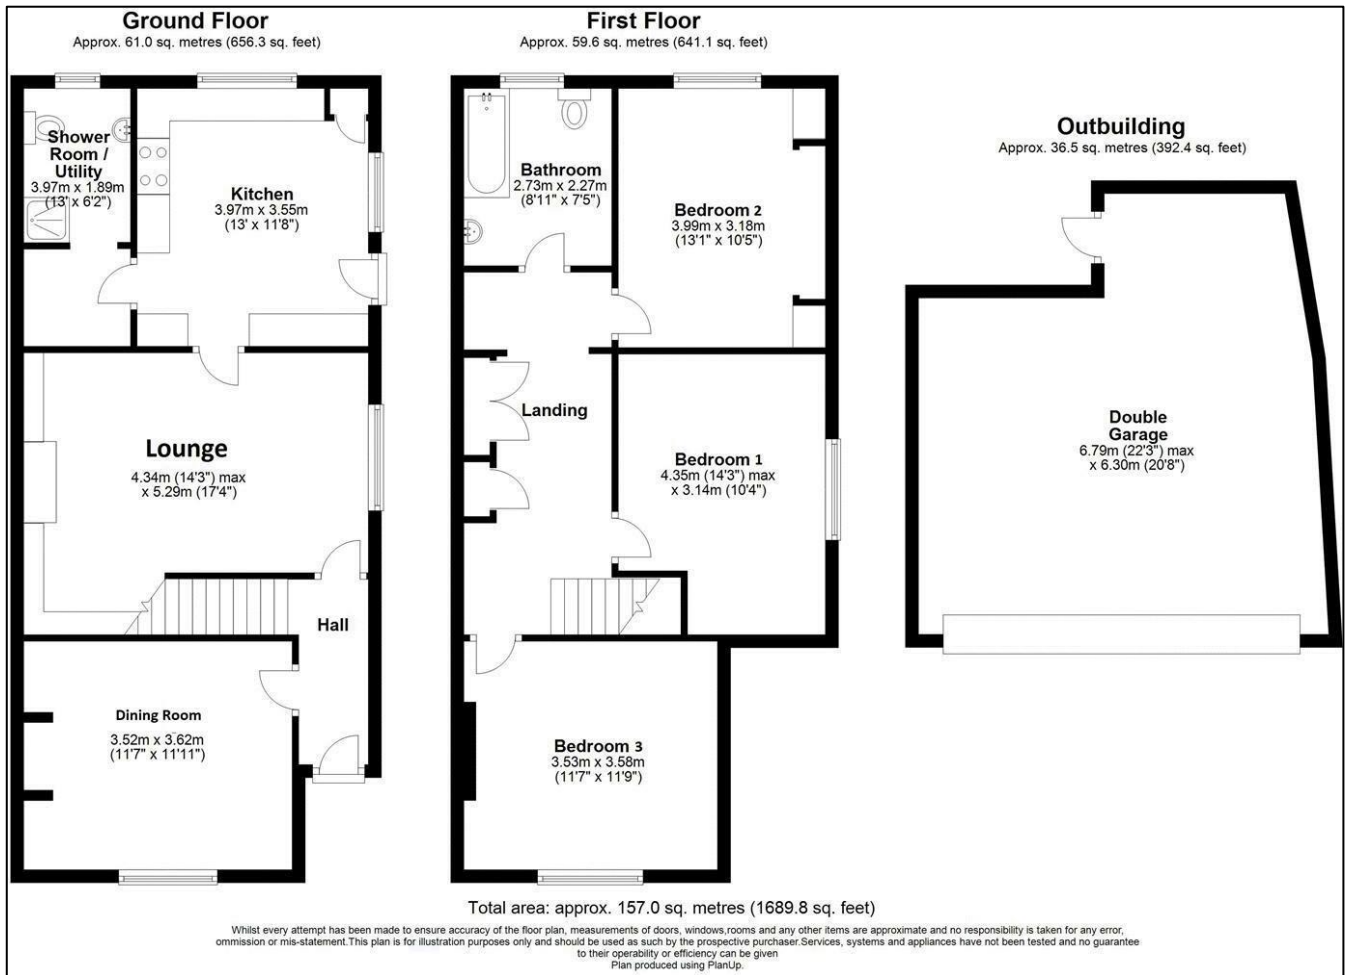 Ground Floor
Approx. 61.0 sq. metres (656.3 sq. feet)
Shower
Room /
Utility
3.97m x 1.89m
(13' x 6'2")
Kitchen
3.97m x 3.55m
(13' x 11'8")
Lounge
4.34m (14'3") max
x 5.29m (17'4")
Hall
Dining Room
3.52m x 3.62m
(11'7" x 11'11")
First Floor
Approx. 59.6 sq. metres (641.1 sq. feet)
Bathroom
2.73m x 2.27m
(8'11" x 7'5")
Bedroom 2
3.99m x 3.18m
(13'1" x 10'5")
Landing
Bedroom 1
4.35m (14'3") max
x 3.14m (10'4")
Bedroom 3
3.53m x 3.58m
(11'7" x 11'9")
Outbuilding
Approx. 36.5 sq. metres (392.4 sq. feet)
Double
Garage
6.79m (22'3") max
x 6.30m (20'8")
Total area: approx. 157.0 sq. metres (1689.8 sq. feet)
Whilst every attempt has been made to ensure accuracy of the floor plan, measurements of doors, windows,rooms and any other items are approximate and no responsibility is taken for any error,
ommission or mis-statement.This plan is for illustration purposes only and should be used as such by the prospective purchaser.Services, systems and appliances have not been tested and no guarantee
to their operability or efficiency can be given
Plan produced using PlanUp.